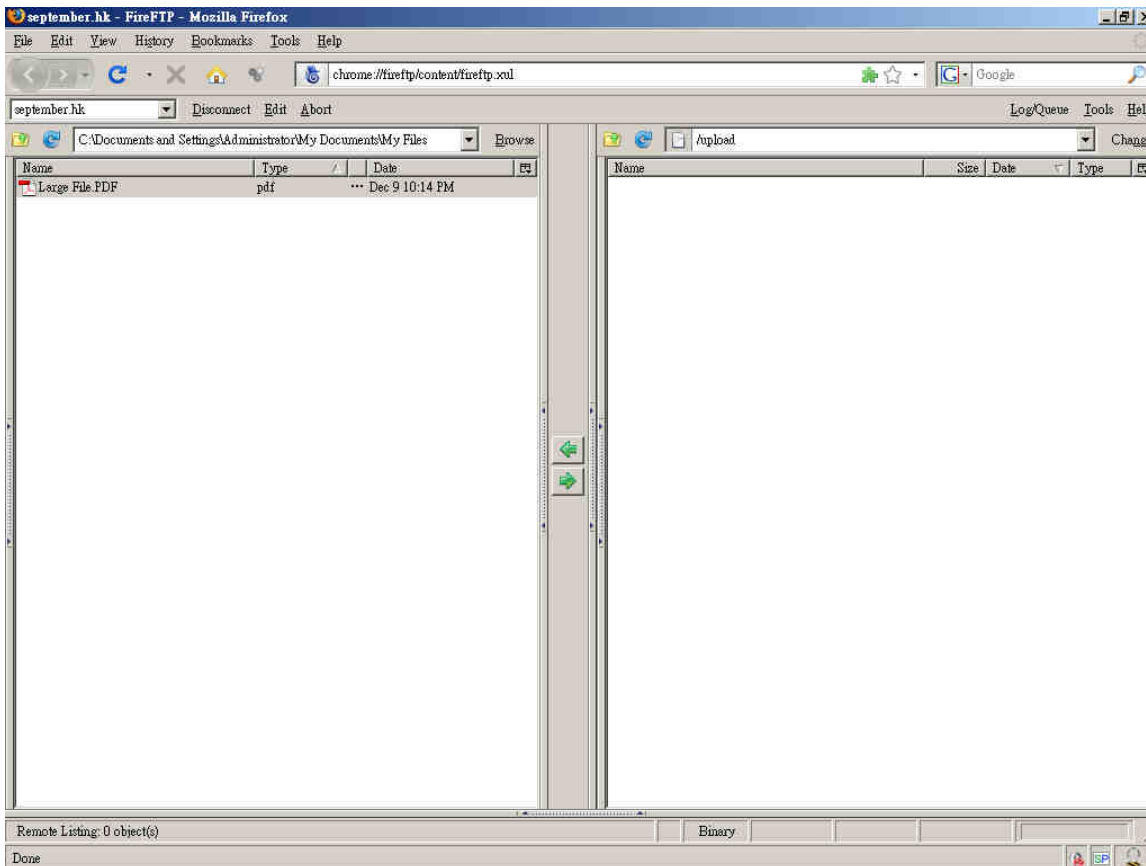 september.hk - FireFTP - Mozilla Firefox
File Edit View History Bookmarks Tools Help
chrome://fireftp/content/fireftp.xul
G Google
september.hk Disconnect Edit Abort Log/Queue Tools Hel
C:\Documents and Settings\Administrator\My Documents\My Files Browse /upload Chang
Name Type Date Name Size Date Type
Large File.PDF pdf ... Dec 9 10:14 PM
Remote Listing: 0 object(s) Binary
Done SP